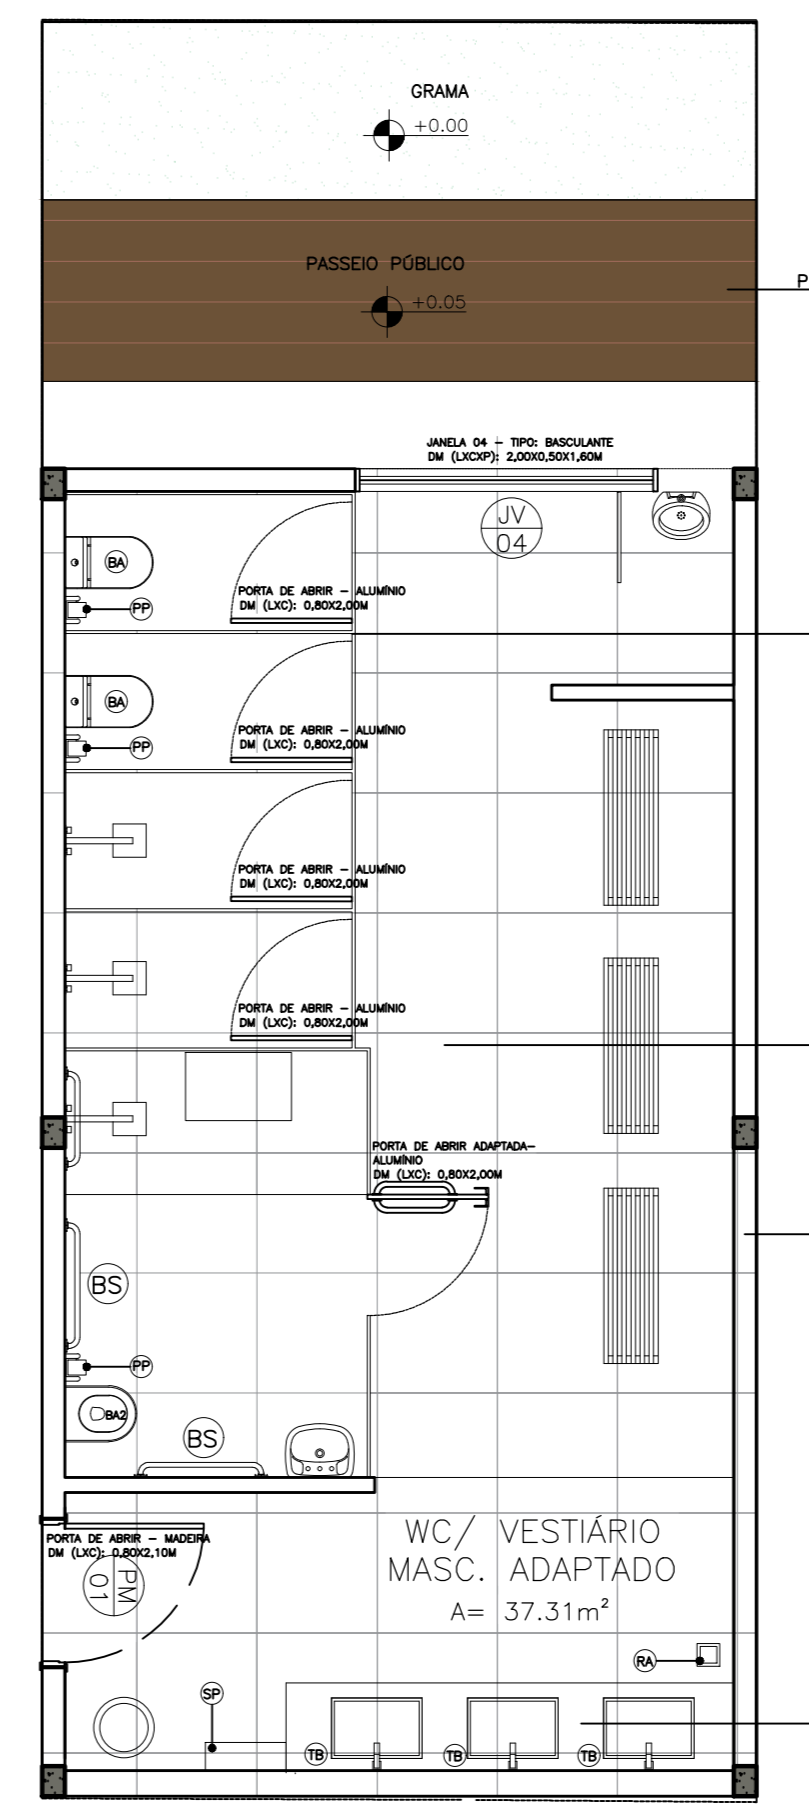 GRAMA
+0.00
PASSEIO PÚBLICO
+0.05
P
JANELA 04 – TIPO: BASCULANTE
DM (LXCXP): 2,00X0,50X1,60M
JV
04
BA
PORTA DE ABRIR – ALUMÍNIO
DM (LXC): 0,80X2,00M
PP
BA
PORTA DE ABRIR – ALUMÍNIO
DM (LXC): 0,80X2,00M
PP
PORTA DE ABRIR – ALUMÍNIO
DM (LXC): 0,80X2,00M
PORTA DE ABRIR – ALUMÍNIO
DM (LXC): 0,80X2,00M
PORTA DE ABRIR ADAPTADA–
ALUMÍNIO
DM (LXC): 0,80X2,00M
BS
PP
BA2
BS
PORTA DE ABRIR – MADEIRA
DM (LXC): 0,80X2,10M
PM
01
WC/ VESTIÁRIO
MASC. ADAPTADO
A= 37.31m²
RA
SP
TB
TB
TB